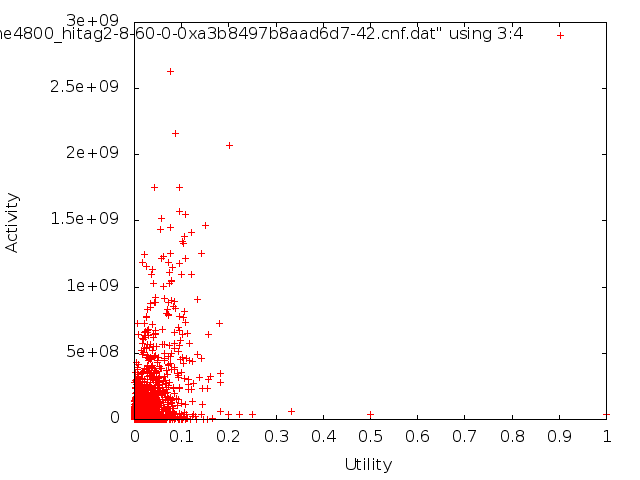 3e+09
ne4800_hitag2-8-60-0-0xa3b8497b8aad6d7-42.cnf.dat" using 3:4
2.5e+09
2e+09
1.5e+09
1e+09
5e+08
0
Activity
0 0.1 0.2 0.3 0.4 0.5 0.6 0.7 0.8 0.9 1
Utility